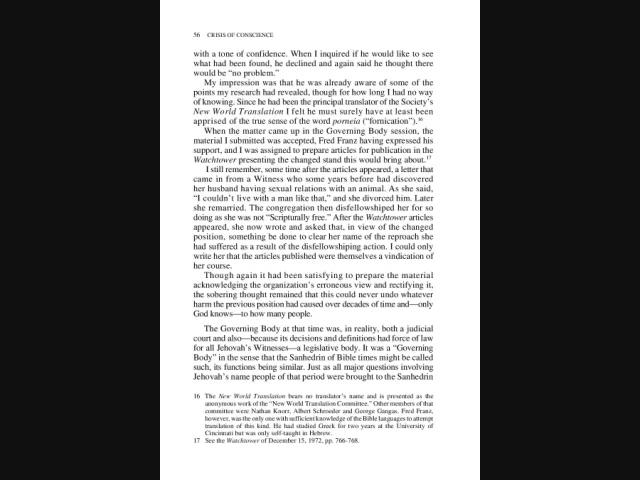 56 CRISIS OF CONSCIENCE
with a tone of confidence. When I inquired if he would like to see
what had been found, he declined and again said he thought there
would be “no problem.”
My impression was that he was already aware of some of the
points my research had revealed, though for how long I had no way
of knowing. Since he had been the principal translator of the Society’s
New World Translation I felt he must surely have at least been
apprised of the true sense of the word porneia (“fornication”).16
When the matter came up in the Governing Body session, the
material I submitted was accepted, Fred Franz having expressed his
support, and I was assigned to prepare articles for publication in the
Watchtower presenting the changed stand this would bring about.17
I still remember, some time after the articles appeared, a letter that
came in from a Witness who some years before had discovered
her husband having sexual relations with an animal. As she said,
“I couldn’t live with a man like that,” and she divorced him. Later
she remarried. The congregation then disfellowshiped her for so
doing as she was not “Scripturally free.” After the Watchtower articles
appeared, she now wrote and asked that, in view of the changed
position, something be done to clear her name of the reproach she
had suffered as a result of the disfellowshiping action. I could only
write her that the articles published were themselves a vindication of
her course.
Though again it had been satisfying to prepare the material
acknowledging the organization’s erroneous view and rectifying it,
the sobering thought remained that this could never undo whatever
harm the previous position had caused over decades of time and—only
God knows—to how many people.
The Governing Body at that time was, in reality, both a judicial
court and also—because its decisions and definitions had force of law
for all Jehovah’s Witnesses—a legislative body. It was a “Governing
Body” in the sense that the Sanhedrin of Bible times might be called
such, its functions being similar. Just as all major questions involving
Jehovah’s name people of that period were brought to the Sanhedrin
16 The New World Translation bears no translator’s name and is presented as the
anonymous work of the “New World Translation Committee.” Other members of that
committee were Nathan Knorr, Albert Schroeder and George Gangas. Fred Franz,
however, was the only one with sufficient knowledge of the Bible languages to attempt
translation of this kind. He had studied Greek for two years at the University of
Cincinnati but was only self-taught in Hebrew.
17 See the Watchtower of December 15, 1972, pp. 766-768.